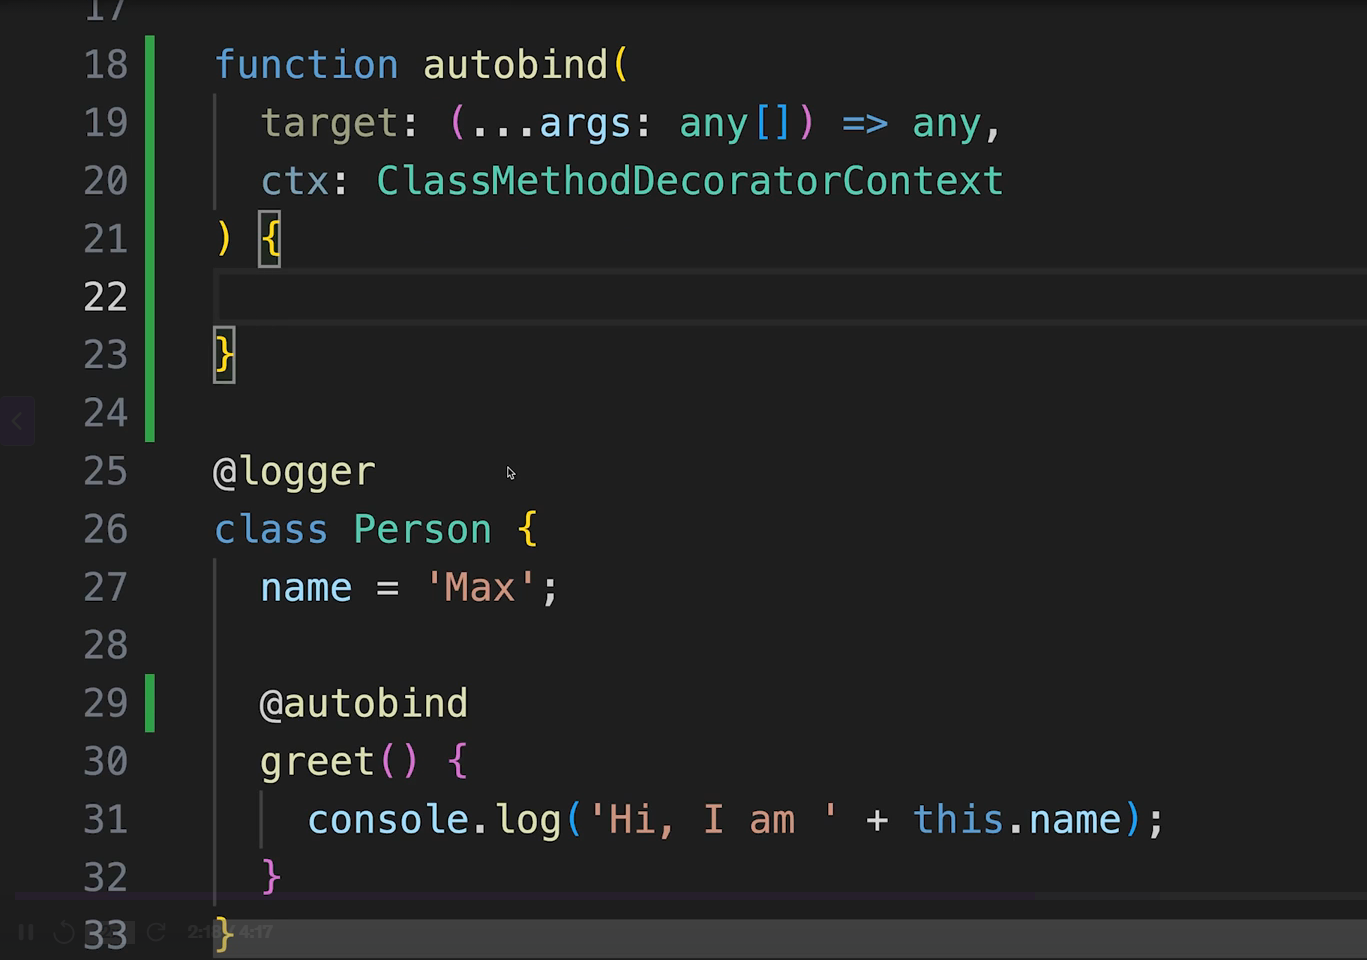 17
18 function autobind(
19 target: (...args: any[]) => any,
20 ctx: ClassMethodDecoratorContext
21 ) {
22
23 }
24
25 @logger
26 class Person {
27 name = 'Max';
28
29 @autobind
30 greet() {
31 console.log('Hi, I am ' + this.name);
32 }
33 }
2:18 / 4:17